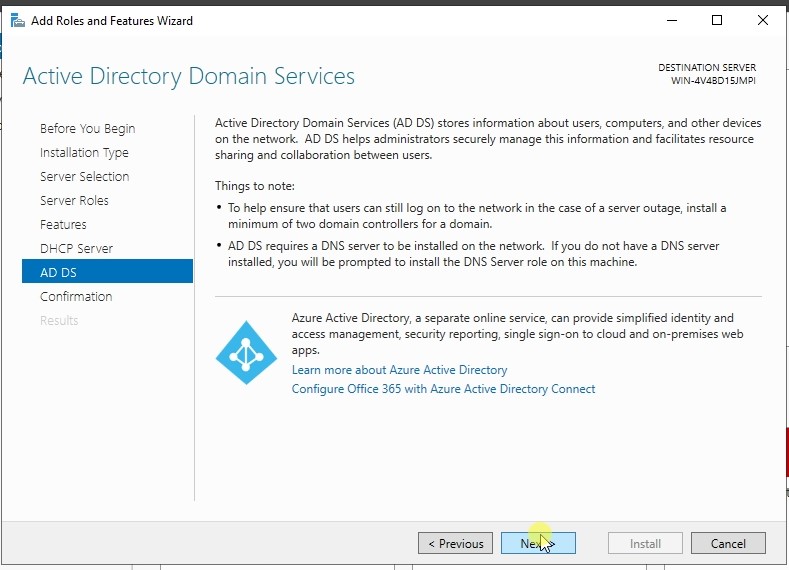 Add Roles and Features Wizard
Active Directory Domain Services
DESTINATION SERVER
WIN-4V4BD15JMPI
Before You Begin
Installation Type
Server Selection
Server Roles
Features
DHCP Server
AD DS
Confirmation
Results
Active Directory Domain Services (AD DS) stores information about users, computers, and other devices
on the network.  AD DS helps administrators securely manage this information and facilitates resource
sharing and collaboration between users.
Things to note:
• To help ensure that users can still log on to the network in the case of a server outage, install a
minimum of two domain controllers for a domain.
• AD DS requires a DNS server to be installed on the network.  If you do not have a DNS server
installed, you will be prompted to install the DNS Server role on this machine.
Azure Active Directory, a separate online service, can provide simplified identity and
access management, security reporting, single sign-on to cloud and on-premises web
apps.
Learn more about Azure Active Directory
Configure Office 365 with Azure Active Directory Connect
< Previous
Next >
Install
Cancel